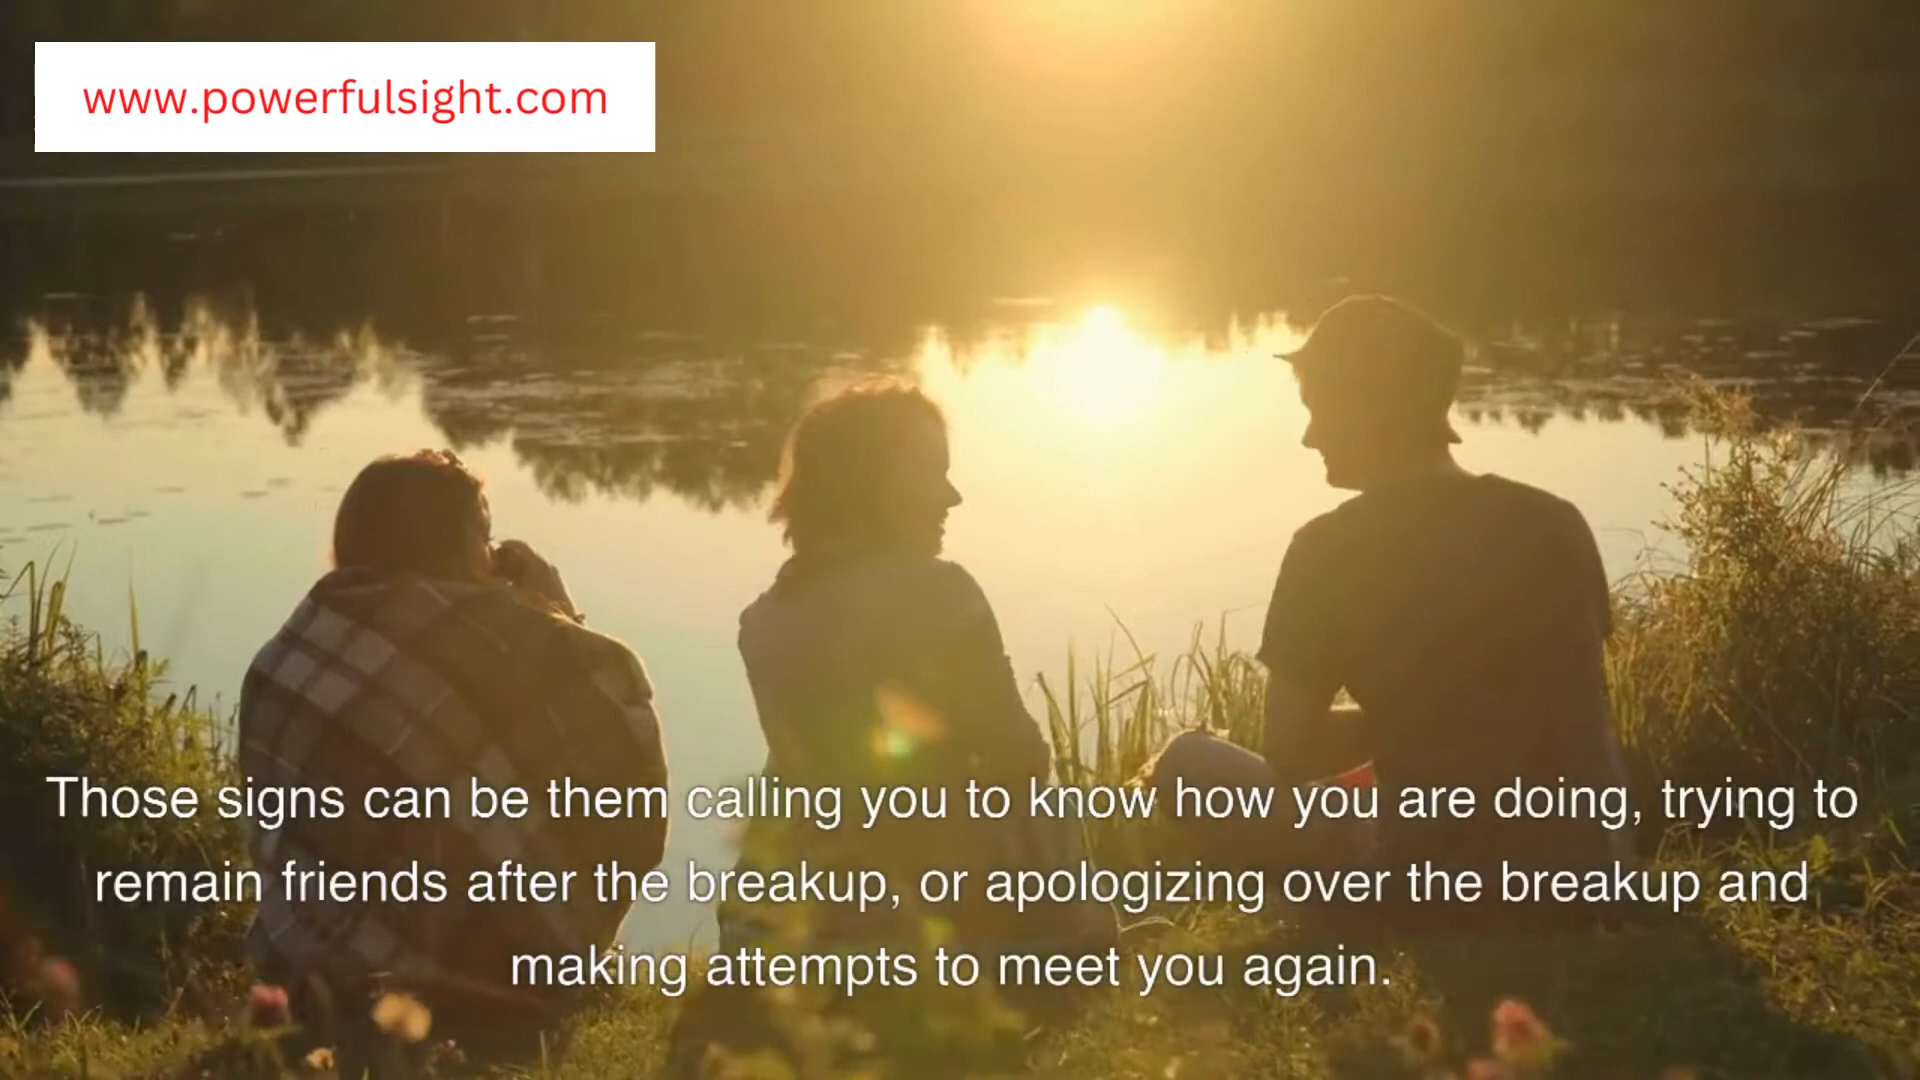 www.powerfulsight.com
Those signs can be them calling you to know how you are doing, trying to
remain friends after the breakup, or apologizing over the breakup and
making attempts to meet you again.